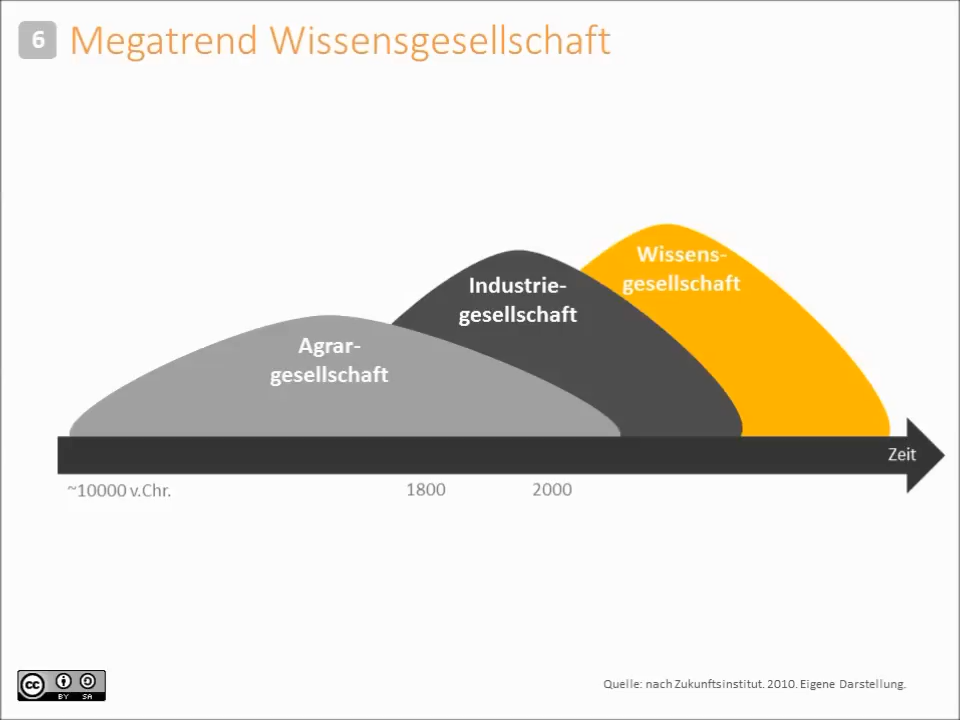 6 Megatrend Wissensgesellschaft
Wissens-
gesellschaft
Industrie-
gesellschaft
Agrar-
gesellschaft
Zeit
~10000 v.Chr.
1800
2000
cc
BY SA
Quelle: nach Zukunftsinstitut. 2010. Eigene Darstellung.